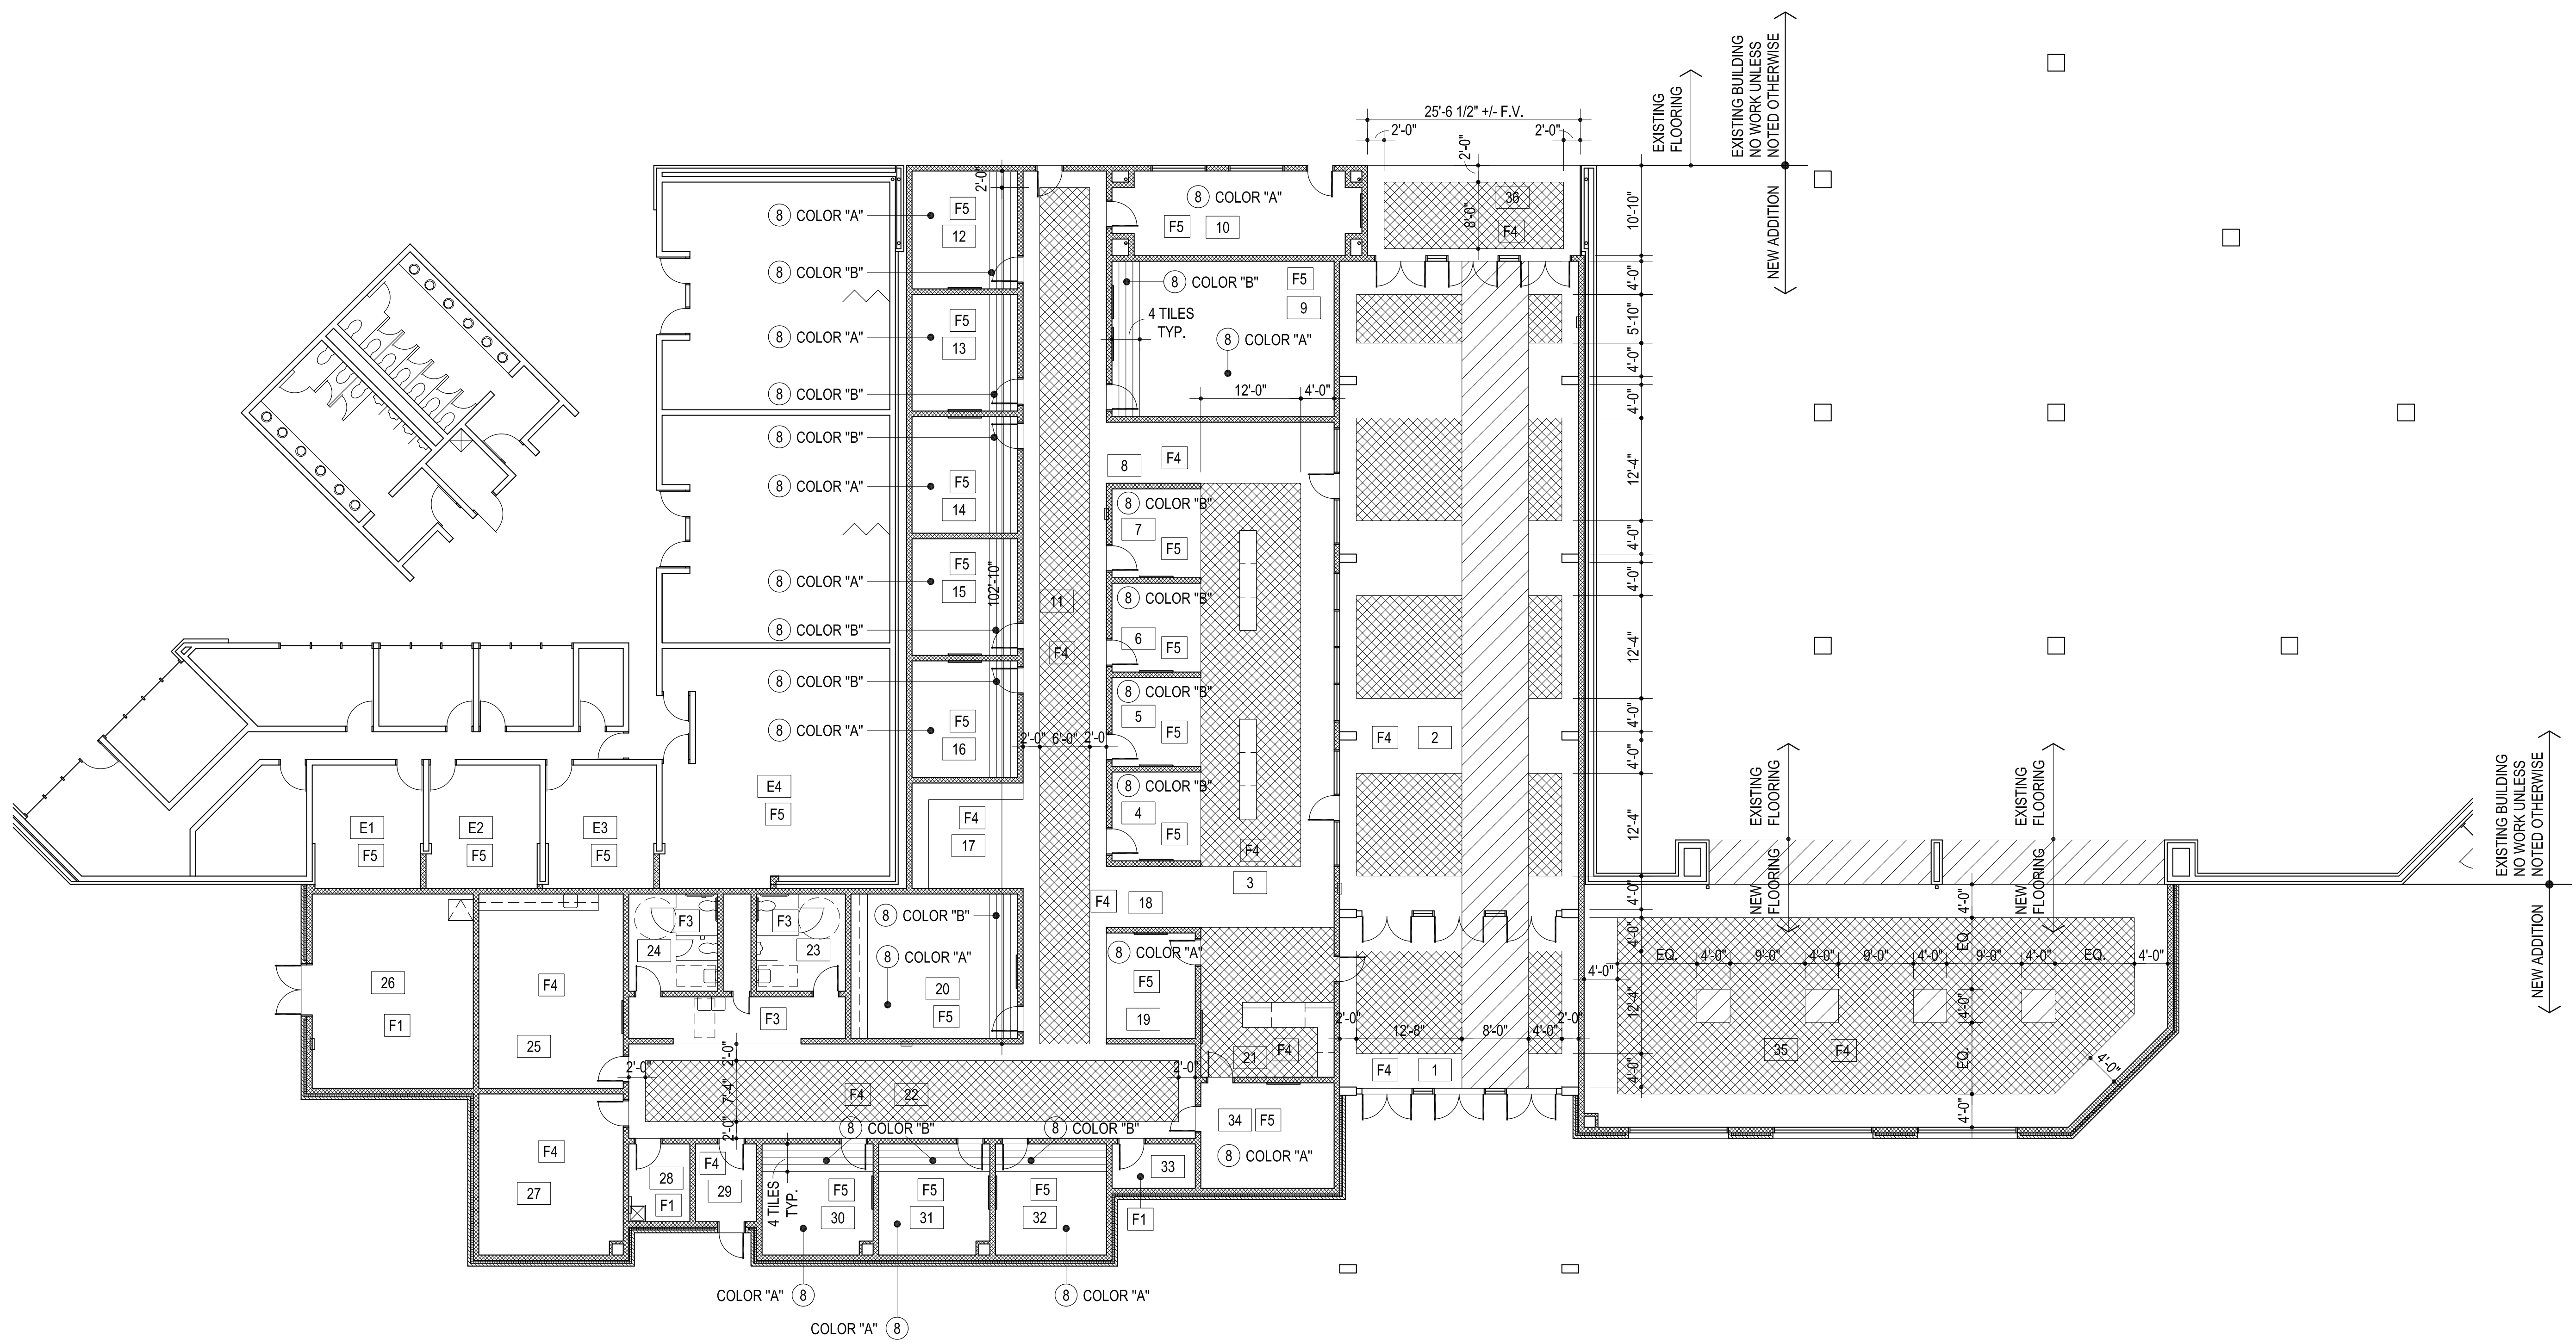 EXISTING BUILDING
NO WORK UNLESS
NOTED OTHERWISE
EXISTING
FLOORING
NEW ADDITION
25'-6 1/2" +/- F.V.
2'-0"
2'-0"
2'-0"
8'-0"
36
F4
10'-10"
4'-0"
5'-10"
4'-0"
4'-0"
12'-4"
4'-0"
4'-0"
12'-4"
4'-0"
4'-0"
12'-4"
4'-0"
4'-0"
12'-4"
4'-0"
2'-0"
8 COLOR "A"
F5
12
8 COLOR "B"
8 COLOR "A"
F5
13
8 COLOR "B"
8 COLOR "B"
8 COLOR "A"
F5
14
8 COLOR "A"
F5
15
8 COLOR "B"
102'-10"
8 COLOR "B"
8 COLOR "A"
F5
16
11
F4
2'-0" 6'-0" 2'-0
8 COLOR "A"
F5 10
8 COLOR "B"
F5
9
4 TILES
TYP.
8 COLOR "A"
12'-0" 4'-0"
8 F4
8 COLOR "B"
7
F5
8 COLOR "B"
6
F5
8 COLOR "B"
5
F5
8 COLOR "B"
4
F5
F4
3
F4 2
E4
F5
F4
17
E1
F5
E2
F5
E3
F5
F4 18
8 COLOR "A"
F5
19
26
F1
F4
25
F3
24
F3
23
F3
8 COLOR "B"
8 COLOR "A"
20
F5
21 F4
2'-0" 12'-8" 8'-0" 4'-0" 2'-0"
F4 1
2'-0"
2'-0"
7'-4"
2'-0"
F4 22
2'-0"
8 COLOR "B"
8 COLOR "B"
F4
27
28
F1
F4
29
4 TILES
TYP.
F5
30
F5
31
F5
32
33
F1
34 F5
8 COLOR "A"
COLOR "A" 8
COLOR "A" 8
8 COLOR "A"
EXISTING
FLOORING
NEW
FLOORING
EXISTING
FLOORING
NEW
FLOORING
4'-0"
EQ.
4'-0"
EQ.
4'-0"
4'-0" EQ. 4'-0" 9'-0" 4'-0" 9'-0" 4'-0" 9'-0" 4'-0" EQ. 4'-0"
35 F4
4'-0"
EXISTING BUILDING
NO WORK UNLESS
NOTED OTHERWISE
NEW ADDITION